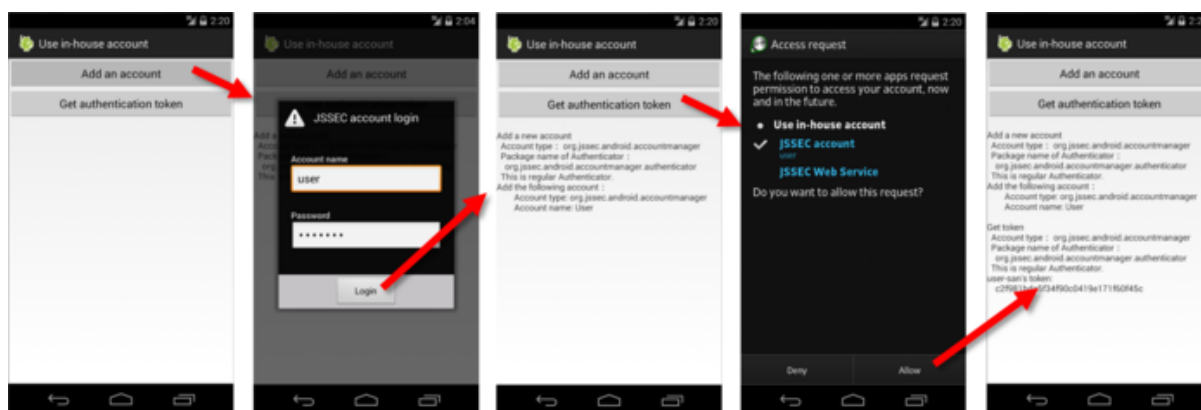 2:20
Use in-house account
Add an account
Get authentication token
2:04
Use in-house account
Add an account
JSSEC account login
Account name
user
Password
•••••••
Login
2:20
Use in-house account
Add an account
Get authentication token
Add a new account
Account type : org.jssec.android.accountmanager
Package name of Authenticator :
org.jssec.android.accountmanager.authenticator
This is regular Authenticator.
Add the following account :
Account type: org.jssec.android.accountmanager
Account name: User
2:20
Access request
The following one or more apps request
permission to access your account, now
and in the future.
• Use in-house account
JSSEC account
user
JSSEC Web Service
Do you want to allow this request?
Deny
Allow
Use in-house account
Add an account
Get authentication token
Add a new account
Account type : org.jssec.android.accountmanager
Package name of Authenticator :
org.jssec.android.accountmanager.authenticator
This is regular Authenticator.
Add the following account :
Account type: org.jssec.android.accountmanager
Account name: User
Get token
Account type : org.jssec.android.accountmanager
Package name of Authenticator :
org.jssec.android.accountmanager.authenticator
This is regular Authenticator.
user-san's token: